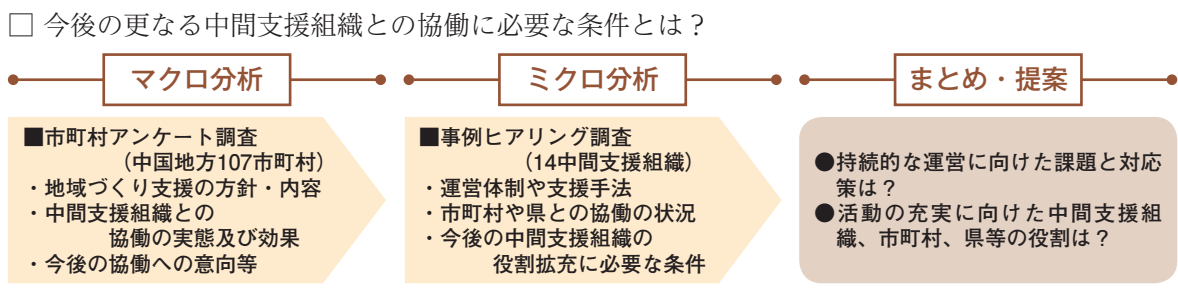 □ 今後の更なる中間支援組織との協働に必要な条件とは？
マクロ分析
■市町村アンケート調査
（中国地方107市町村）
・地域づくり支援の方針・内容
・中間支援組織との
協働の実態及び効果
・今後の協働への意向等
ミクロ分析
■事例ヒアリング調査
（14中間支援組織）
・運営体制や支援手法
・市町村や県との協働の状況
・今後の中間支援組織の
役割拡充に必要な条件
まとめ・提案
●持続的な運営に向けた課題と対応
策は？
●活動の充実に向けた中間支援組
織、市町村、県等の役割は？